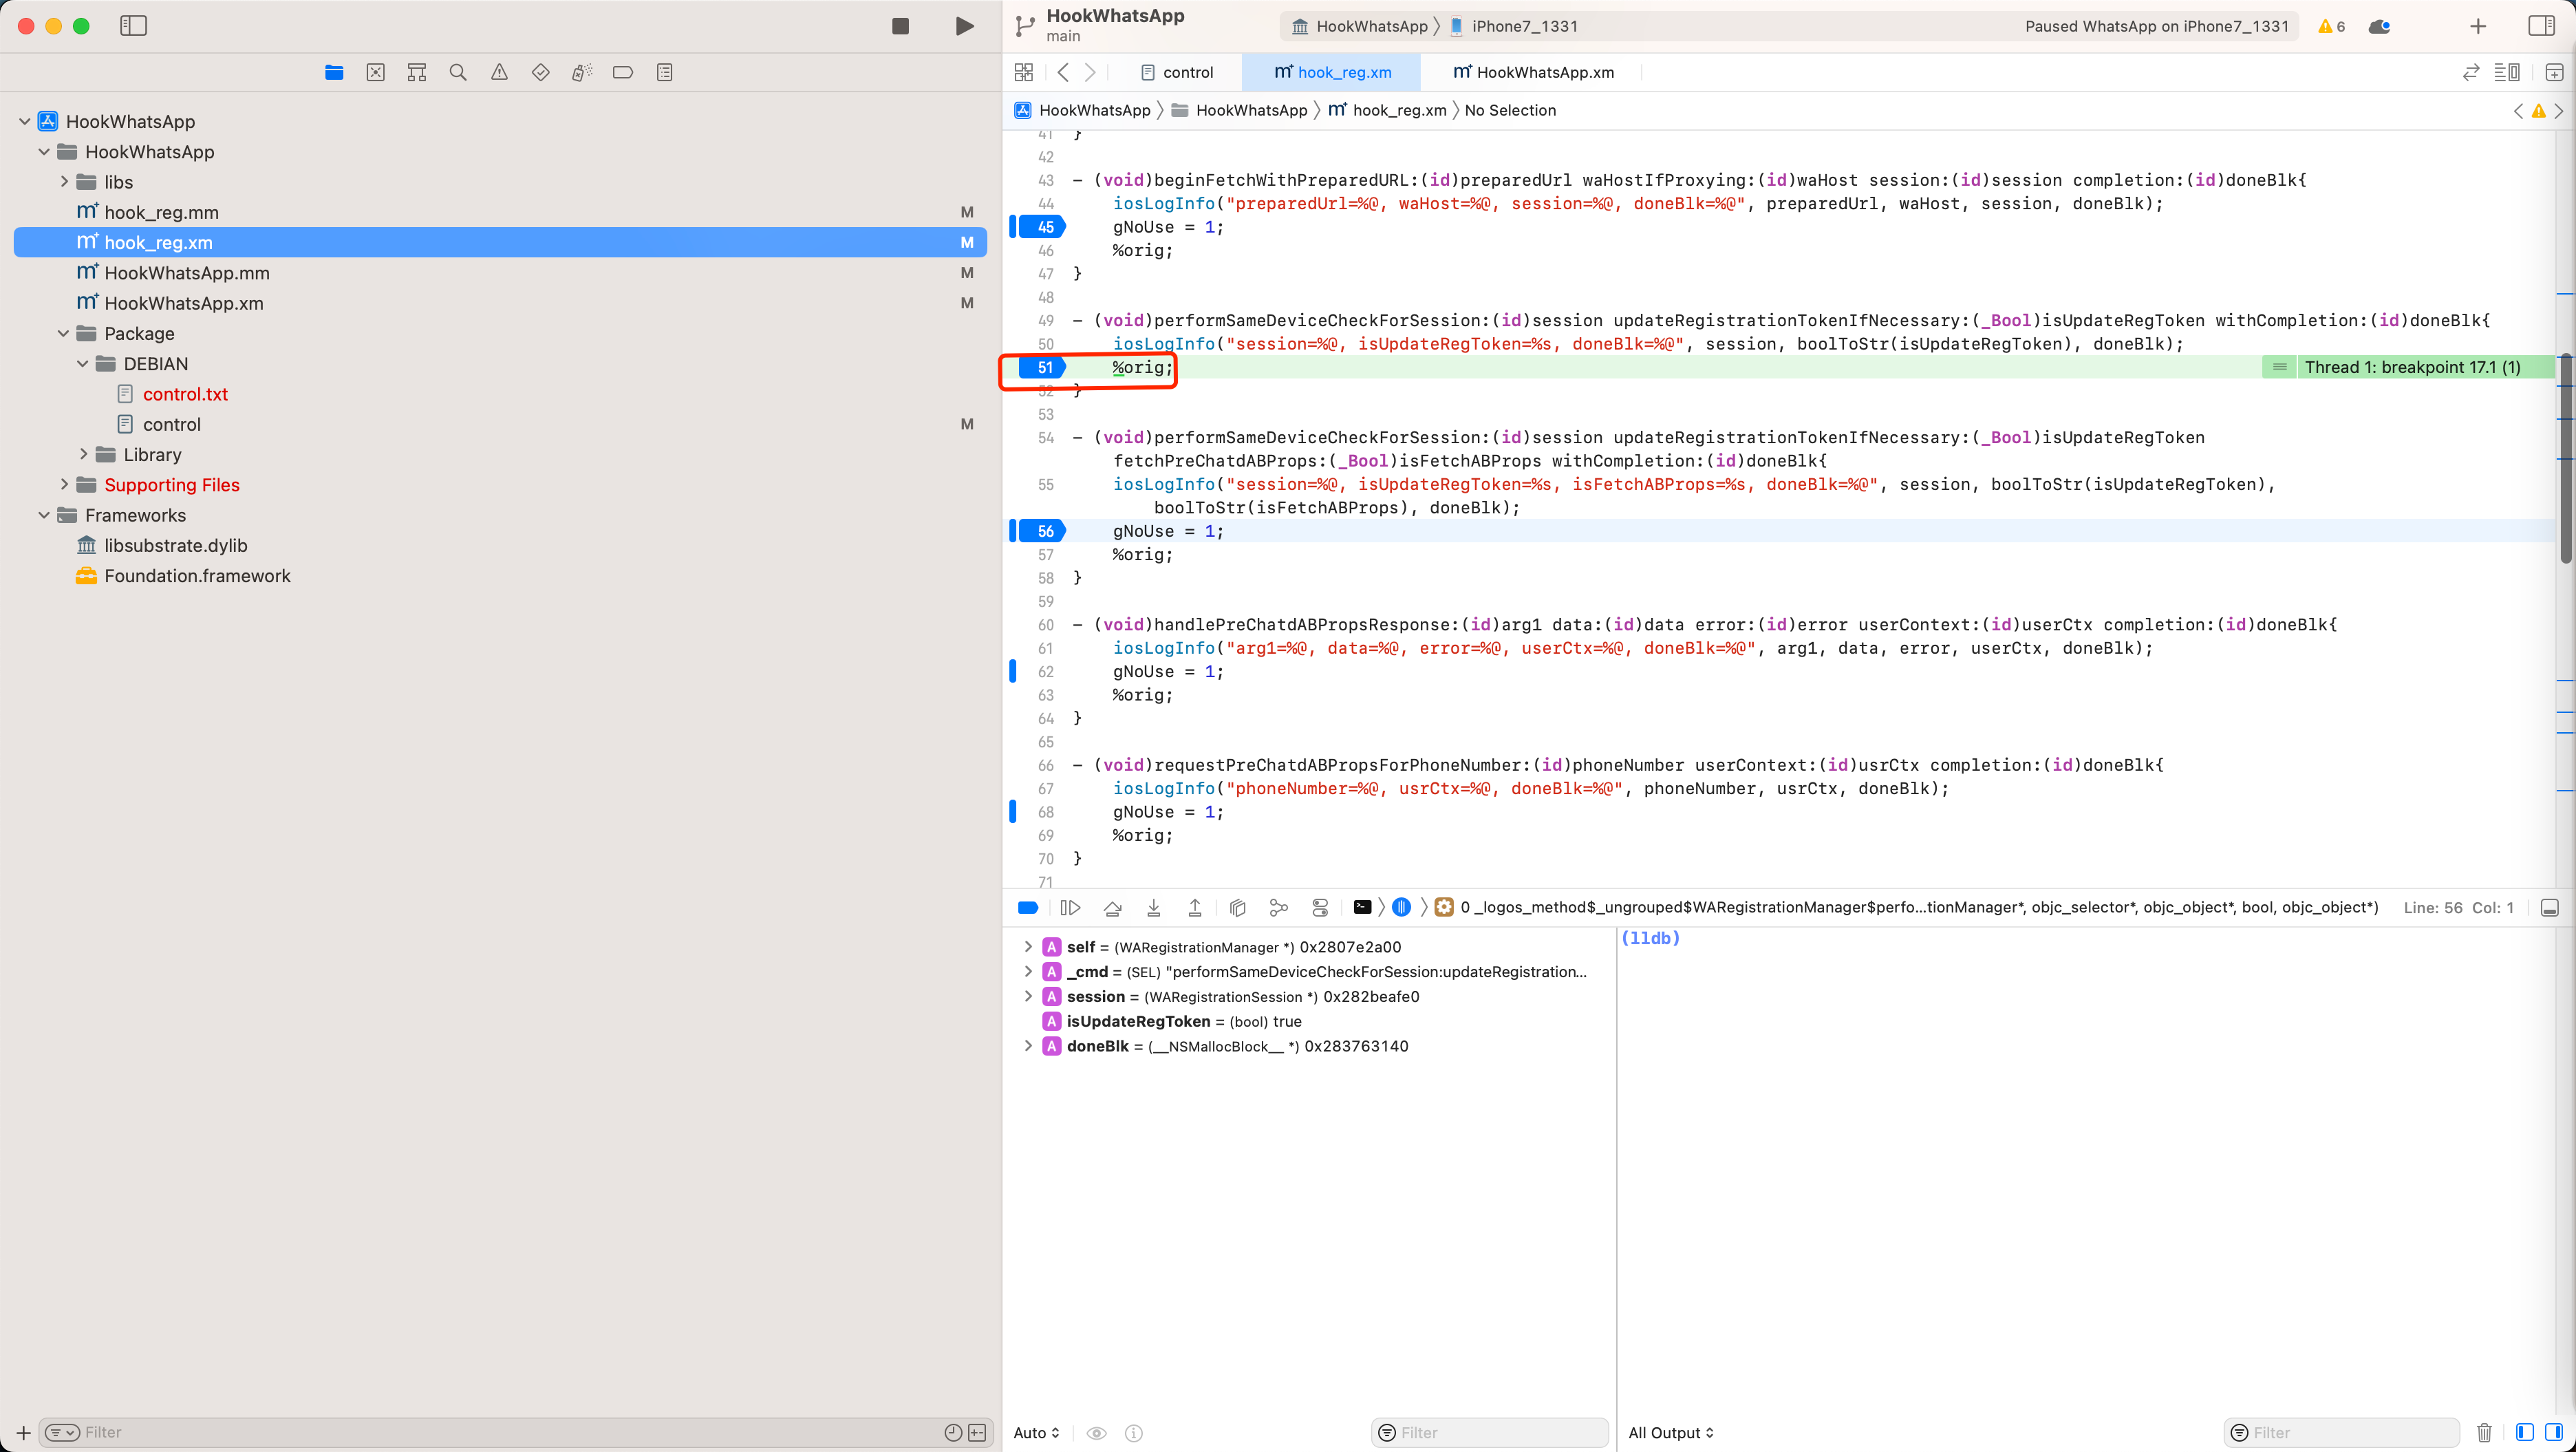 HookWhatsApp
main
HookWhatsApp
iPhone7_1331
Paused WhatsApp on iPhone7_1331
6
control
hook_reg.xm
HookWhatsApp.xm
HookWhatsApp
HookWhatsApp
hook_reg.xm
No Selection
HookWhatsApp
HookWhatsApp
libs
hook_reg.mm M
hook_reg.xm M
HookWhatsApp.mm M
HookWhatsApp.xm M
Package
DEBIAN
control.txt
control M
Library
Supporting Files
Frameworks
libsubstrate.dylib
Foundation.framework
Filter
41 }
42
43 - (void)beginFetchWithPreparedURL:(id)preparedUrl waHostIfProxying:(id)waHost session:(id)session completion:(id)doneBlk{
44 iosLogInfo("preparedUrl=%@, waHost=%@, session=%@, doneBlk=%@", preparedUrl, waHost, session, doneBlk);
45 gNoUse = 1;
46 %orig;
47 }
48
49 - (void)performSameDeviceCheckForSession:(id)session updateRegistrationTokenIfNecessary:(_Bool)isUpdateRegToken withCompletion:(id)doneBlk{
50 iosLogInfo("session=%@, isUpdateRegToken=%s, doneBlk=%@", session, boolToStr(isUpdateRegToken), doneBlk);
51 %orig; Thread 1: breakpoint 17.1 (1)
52 }
53
54 - (void)performSameDeviceCheckForSession:(id)session updateRegistrationTokenIfNecessary:(_Bool)isUpdateRegToken
fetchPreChatdABProps:(_Bool)isFetchABProps withCompletion:(id)doneBlk{
55 iosLogInfo("session=%@, isUpdateRegToken=%s, isFetchABProps=%s, doneBlk=%@", session, boolToStr(isUpdateRegToken),
boolToStr(isFetchABProps), doneBlk);
56 gNoUse = 1;
57 %orig;
58 }
59
60 - (void)handlePreChatdABPropsResponse:(id)arg1 data:(id)data error:(id)error userContext:(id)userCtx completion:(id)doneBlk{
61 iosLogInfo("arg1=%@, data=%@, error=%@, userCtx=%@, doneBlk=%@", arg1, data, error, userCtx, doneBlk);
62 gNoUse = 1;
63 %orig;
64 }
65
66 - (void)requestPreChatdABPropsForPhoneNumber:(id)phoneNumber userContext:(id)usrCtx completion:(id)doneBlk{
67 iosLogInfo("phoneNumber=%@, usrCtx=%@, doneBlk=%@", phoneNumber, usrCtx, doneBlk);
68 gNoUse = 1;
69 %orig;
70 }
71
0 _logos_method$_ungrouped$WARegistrationManager$perfo...tionManager*, objc_selector*, objc_object*, bool, objc_object*)
Line: 56 Col: 1
A self = (WARegistrationManager *) 0x2807e2a00
A _cmd = (SEL) "performSameDeviceCheckForSession:updateRegistration...
A session = (WARegistrationSession *) 0x282beafe0
A isUpdateRegToken = (bool) true
A doneBlk = (__NSMallocBlock__ *) 0x283763140
(lldb)
Auto
Filter
All Output
Filter